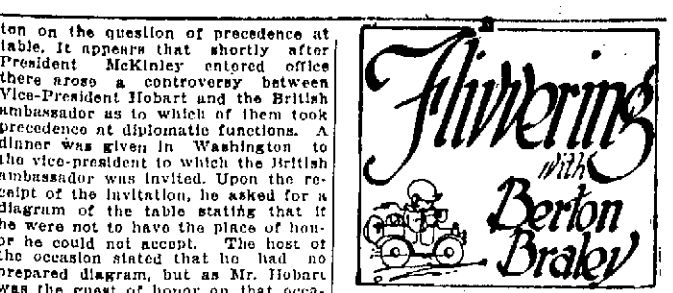 ton on the question of precedence at
table. It appears that shortly after
President McKinley entered office
there arose a controversy between
Vice-President Hobart and the British
ambassador as to which of them took
precedence at diplomatic functions. A
dinner was given in Washington to
the vice-president to which the British
ambassador was invited. Upon the re-
ceipt of the invitation, he asked for a
diagram of the table stating that if
he were not to have the place of hon-
or he could not accept. The host of
the occasion stated that he had no
prepared diagram, but as Mr. Hobart
was the guest of honor on that occa-
Flivvering
with
Berton
Braley